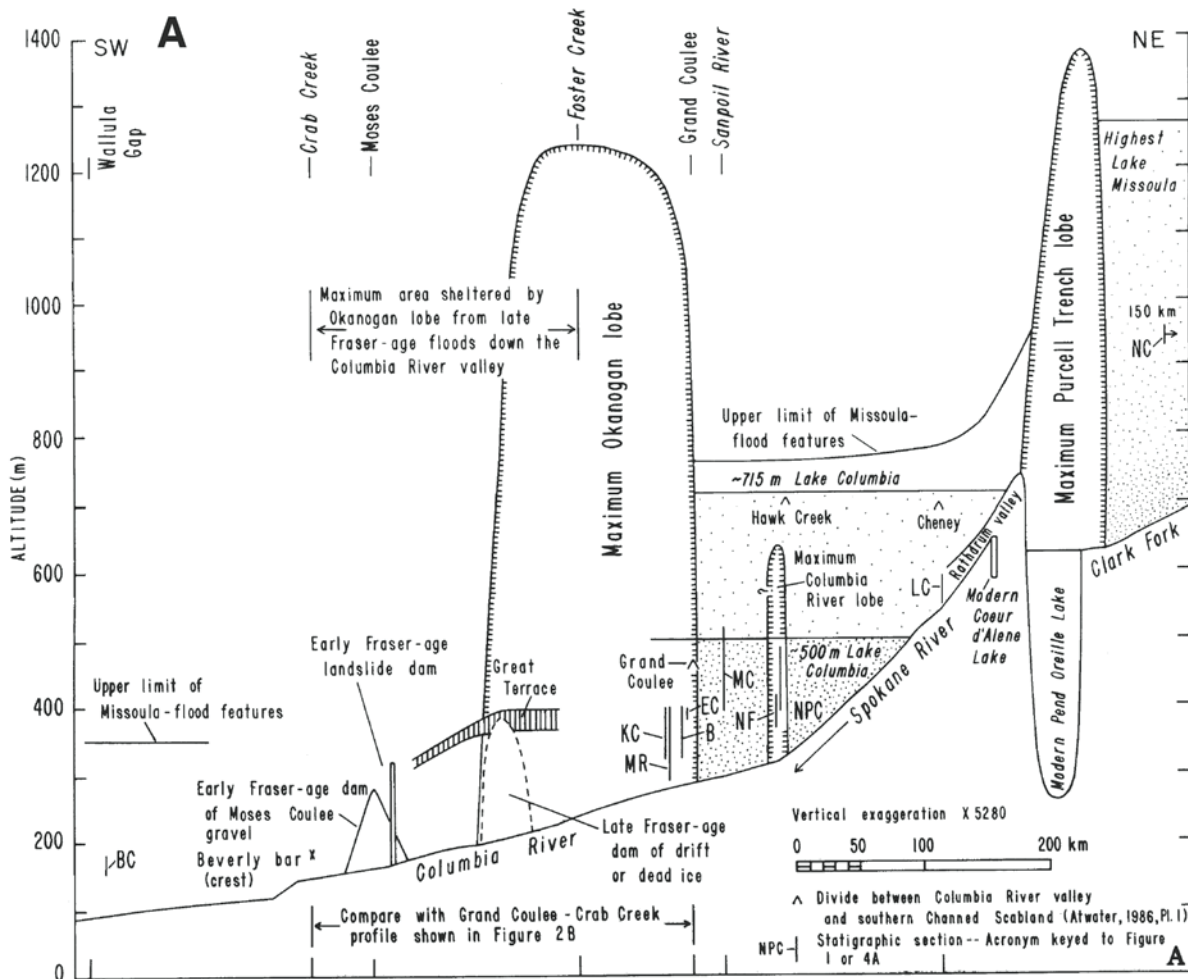 A
SW
NE
1400
1200
1000
800
600
400
200
0
ALTITUDE (m)
Wallula
Gap
Crab Creek
Moses Coulee
Foster Creek
Grand Coulee
Sanpoil River
Highest
Lake
Missoula
150 km
NC
Maximum area sheltered by
Okanogan lobe from late
Fraser-age floods down the
Columbia River valley
Maximum Okanogan lobe
Maximum Purcell Trench lobe
Upper limit of Missoula-
flood features
~715 m Lake Columbia
Hawk Creek
Cheney
Rathdrum valley
Clark Fork
Maximum
Columbia
River lobe
?
LC
Modern
Coeur
d'Alene
Lake
Modern Pend Oreille Lake
~500 m Lake
Columbia
Spokane River
Early Fraser-age
landslide dam
Great
Terrace
Grand
Coulee
MC
EC
NF
NPC
KC
B
MR
Upper limit of
Missoula-flood features
Early Fraser-age dam
of Moses Coulee
gravel
Beverly bar x
(crest)
BC
Columbia River
Late Fraser-age
dam of drift
or dead ice
Vertical exaggeration X 5280
0 100 200 km
^ Divide between Columbia River valley
and southern Channed Scabland (Atwater, 1986, Pl. 1)
NPC Statigraphic section -- Acronym keyed to Figure
1 or 4A
Compare with Grand Coulee - Crab Creek
profile shown in Figure 2B
A